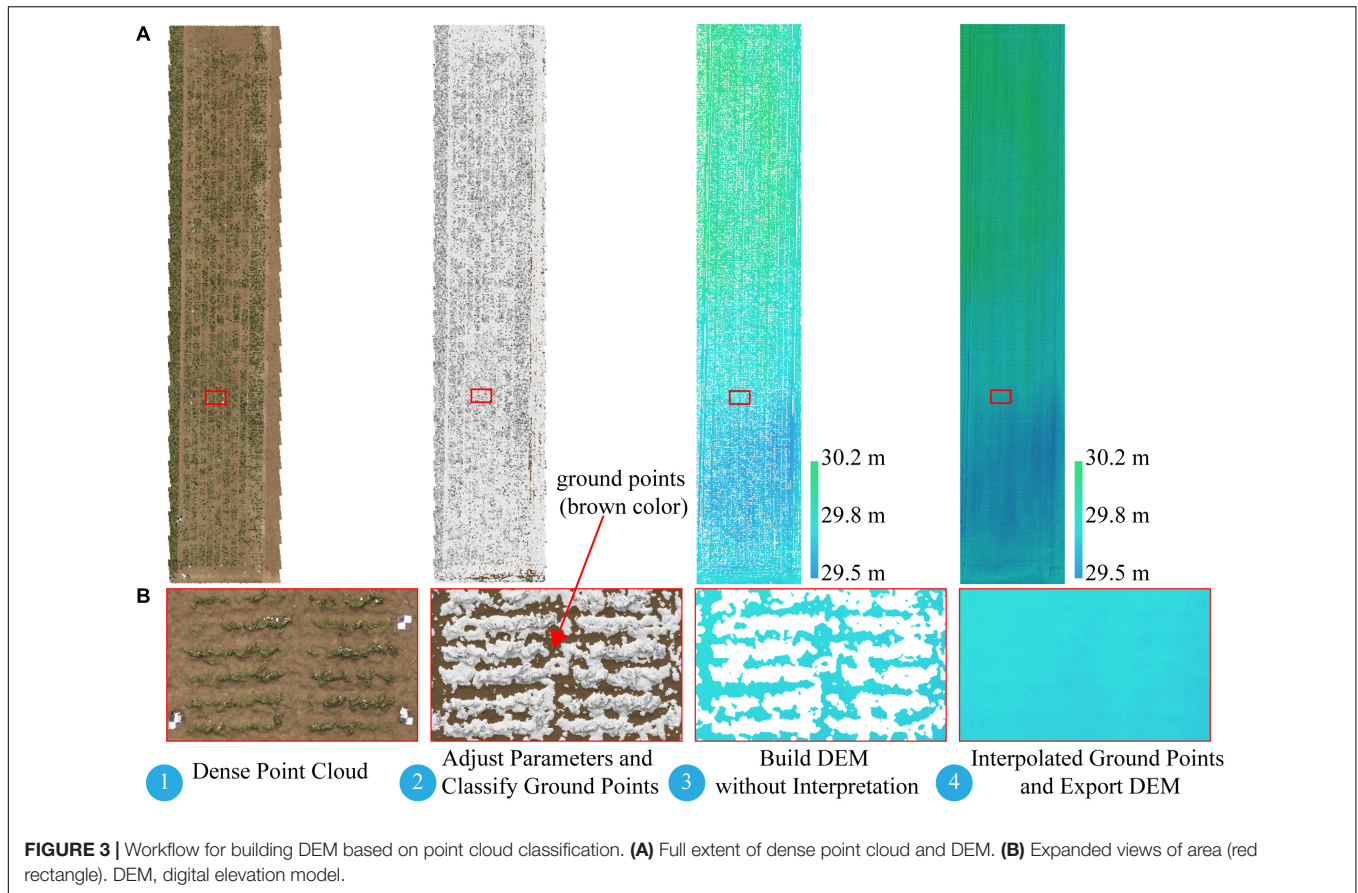 A
ground points
(brown color)
30.2 m
29.8 m
29.5 m
30.2 m
29.8 m
29.5 m
B
1 Dense Point Cloud
2 Adjust Parameters and
Classify Ground Points
3 Build DEM
without Interpretation
4 Interpolated Ground Points
and Export DEM
FIGURE 3 | Workflow for building DEM based on point cloud classification. (A) Full extent of dense point cloud and DEM. (B) Expanded views of area (red
rectangle). DEM, digital elevation model.